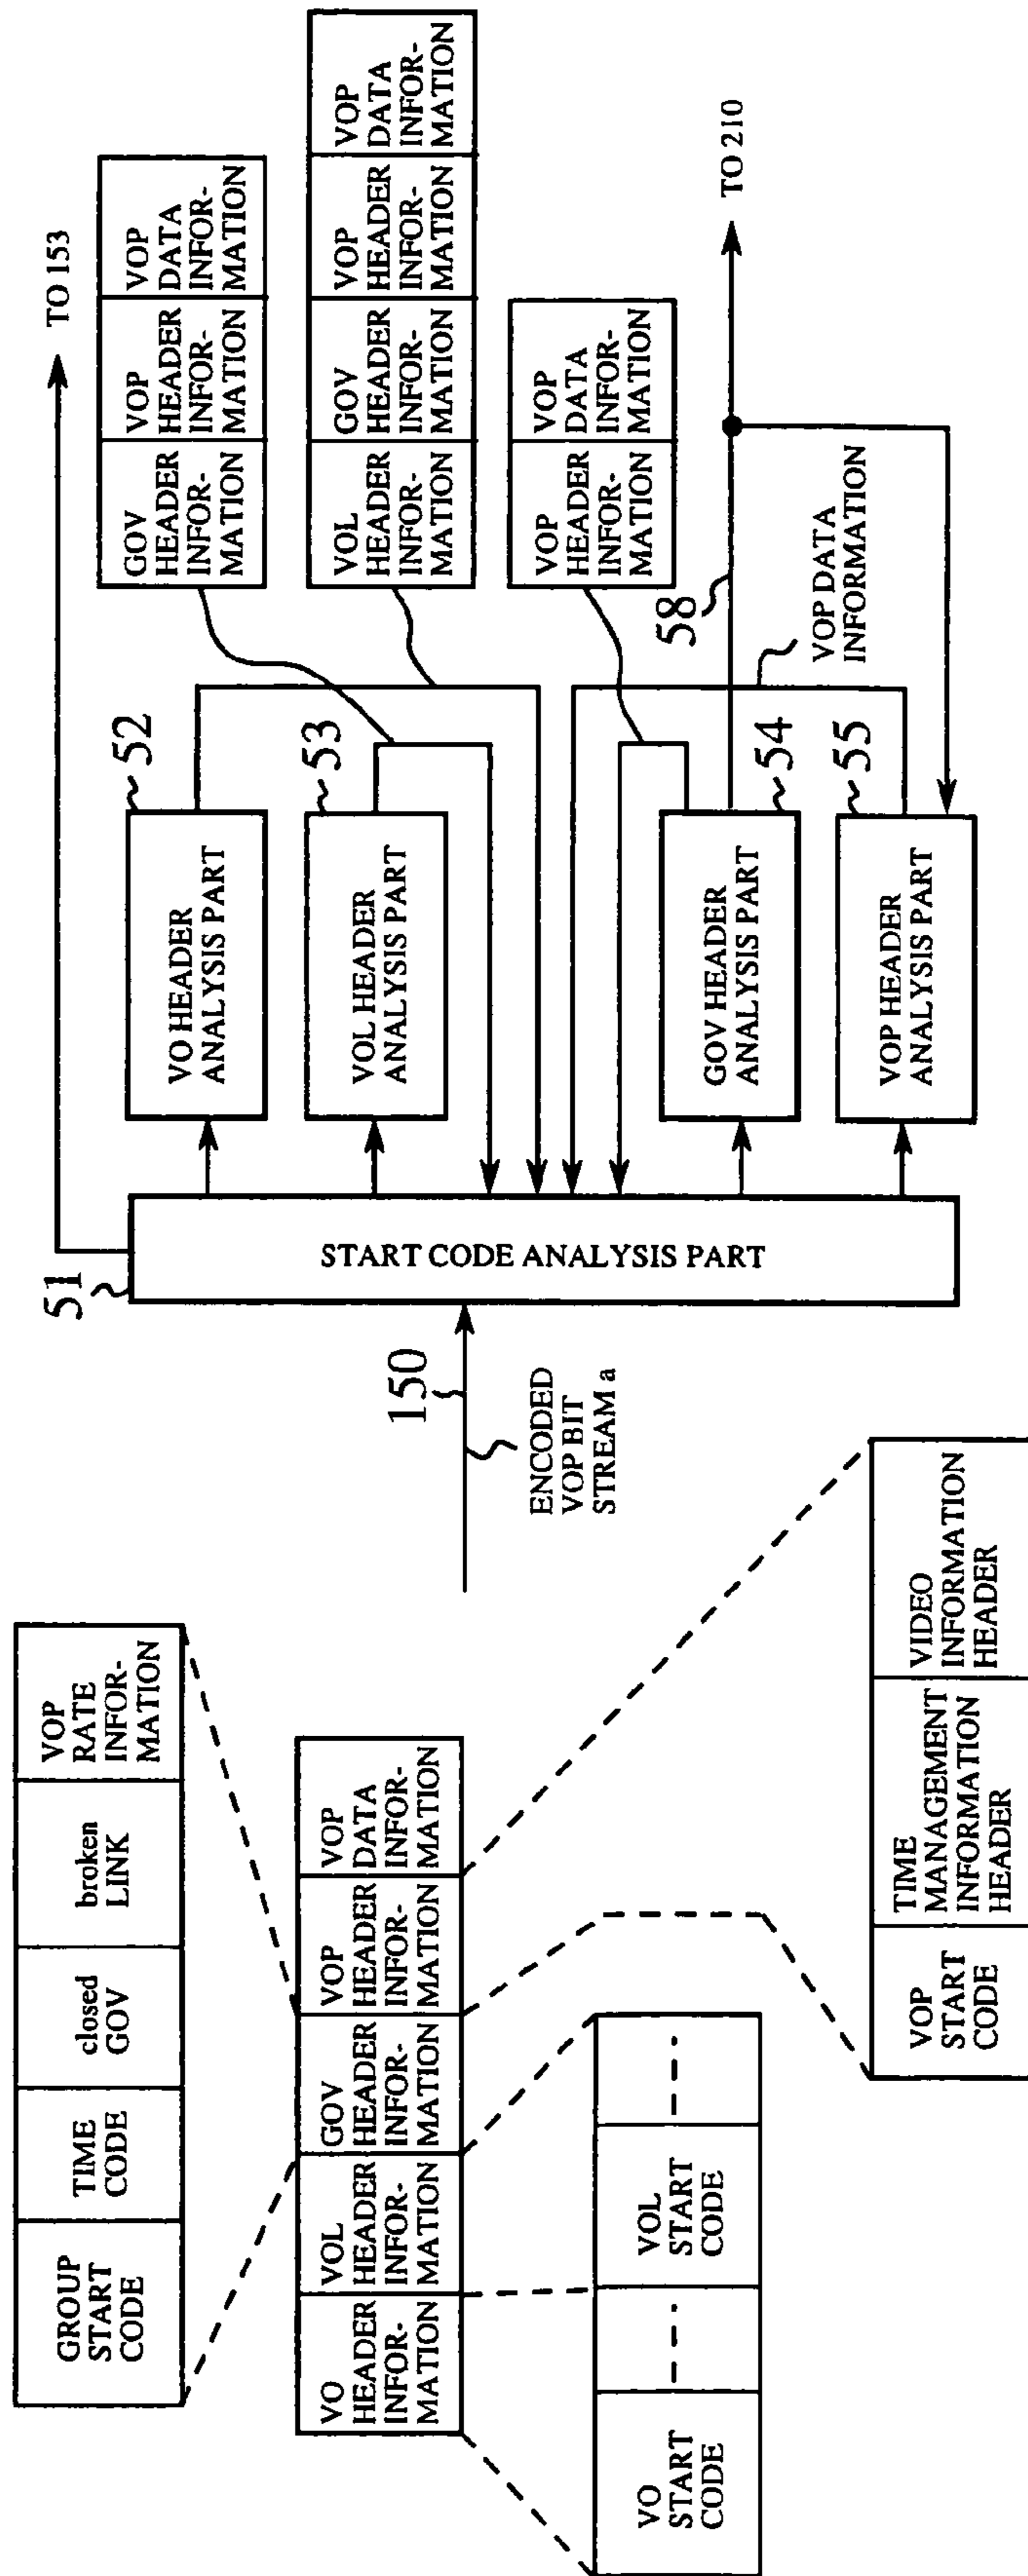 GROUP
START
CODE
TIME
CODE
closed
GOV
broken
LINK
VOP
RATE
INFOR-
MATION
VO
HEADER
INFOR-
MATION
VOL
HEADER
INFOR-
MATION
GOV
HEADER
INFOR-
MATION
VOP
HEADER
INFOR-
MATION
VOP
DATA
INFOR-
MATION
VO
START
CODE
VOL
START
CODE
VOP
START
CODE
TIME
MANAGEMENT
INFORMATION
HEADER
VIDEO
INFORMATION
HEADER
150
ENCODED
VOP BIT
STREAM a
51
START CODE ANALYSIS PART
TO 153
52
VO HEADER
ANALYSIS PART
53
VOL HEADER
ANALYSIS PART
54
GOV HEADER
ANALYSIS PART
55
VOP HEADER
ANALYSIS PART
GOV
HEADER
INFOR-
MATION
VOP
HEADER
INFOR-
MATION
VOP
DATA
INFOR-
MATION
VOL
HEADER
INFOR-
MATION
GOV
HEADER
INFOR-
MATION
VOP
HEADER
INFOR-
MATION
VOP
DATA
INFOR-
MATION
VOP
HEADER
INFOR-
MATION
VOP
DATA
INFOR-
MATION
58
TO 210
VOP DATA
INFORMATION